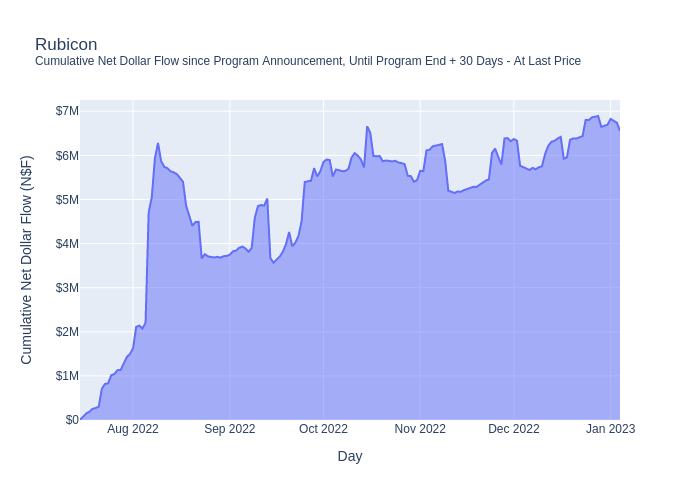 Rubicon
Cumulative Net Dollar Flow since Program Announcement, Until Program End + 30 Days - At Last Price
$7M
$6M
$5M
$4M
$3M
$2M
$1M
$0
Cumulative Net Dollar Flow (N$F)
Aug 2022
Sep 2022
Oct 2022
Nov 2022
Dec 2022
Jan 2023
Day